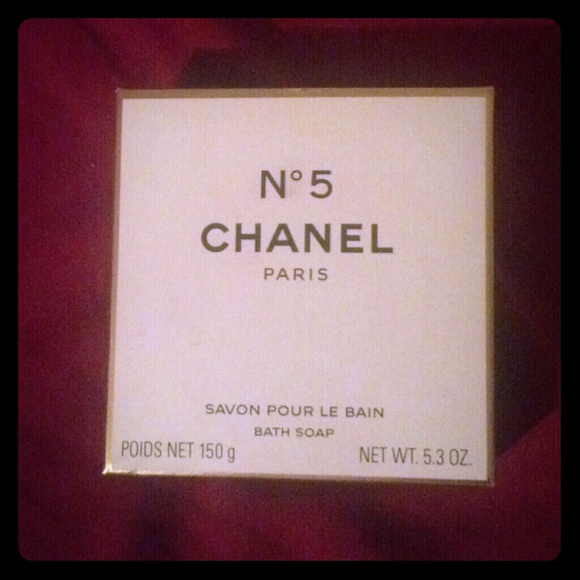 N°5
CHANEL
PARIS
SAVON POUR LE BAIN
BATH SOAP
POIDS NET 150 g
NET WT. 5.3 OZ.